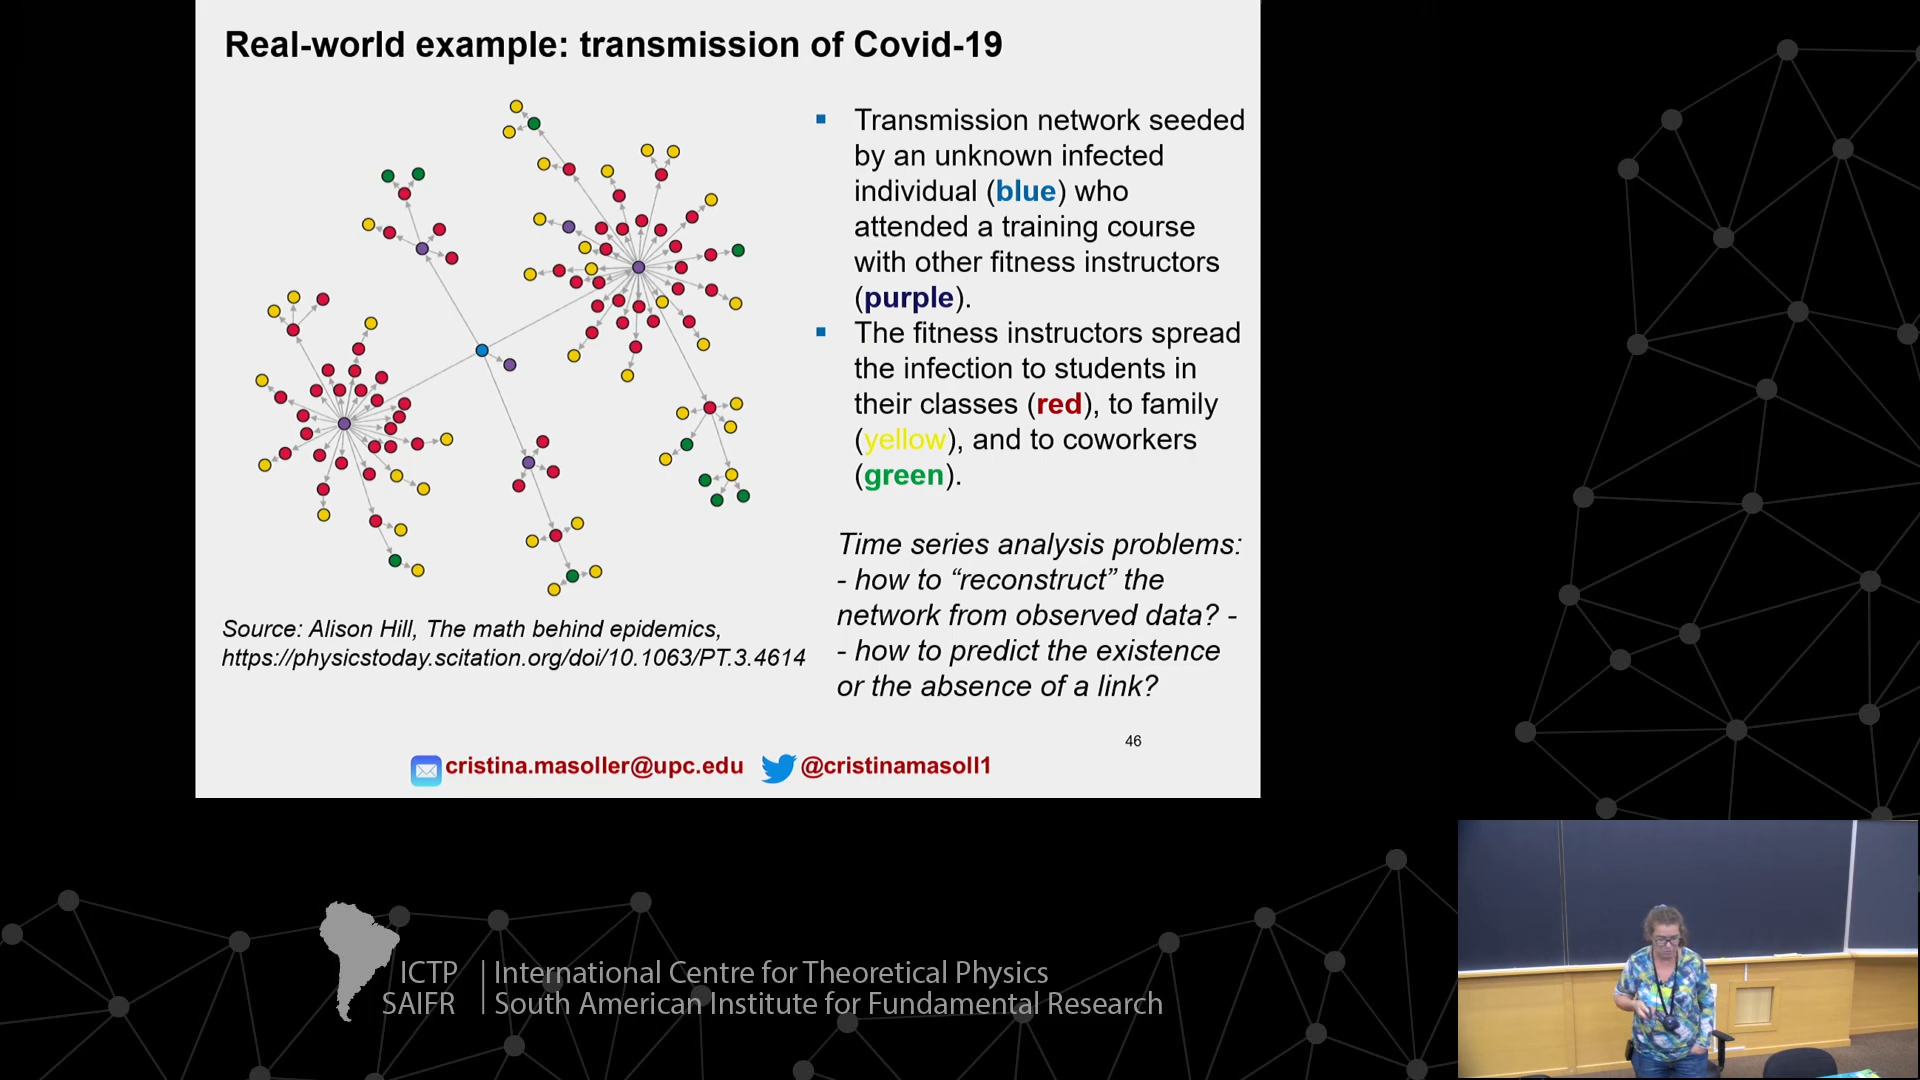 Real-world example: transmission of Covid-19
▪ Transmission network seeded
by an unknown infected
individual (blue) who
attended a training course
with other fitness instructors
(purple).
▪ The fitness instructors spread
the infection to students in
their classes (red), to family
(yellow), and to coworkers
(green).
Time series analysis problems:
- how to “reconstruct” the
network from observed data? -
- how to predict the existence
or the absence of a link?
Source: Alison Hill, The math behind epidemics,
https://physicstoday.scitation.org/doi/10.1063/PT.3.4614
46
cristina.masoller@upc.edu @cristinamasoll1
ICTP International Centre for Theoretical Physics
SAIFR South American Institute for Fundamental Research